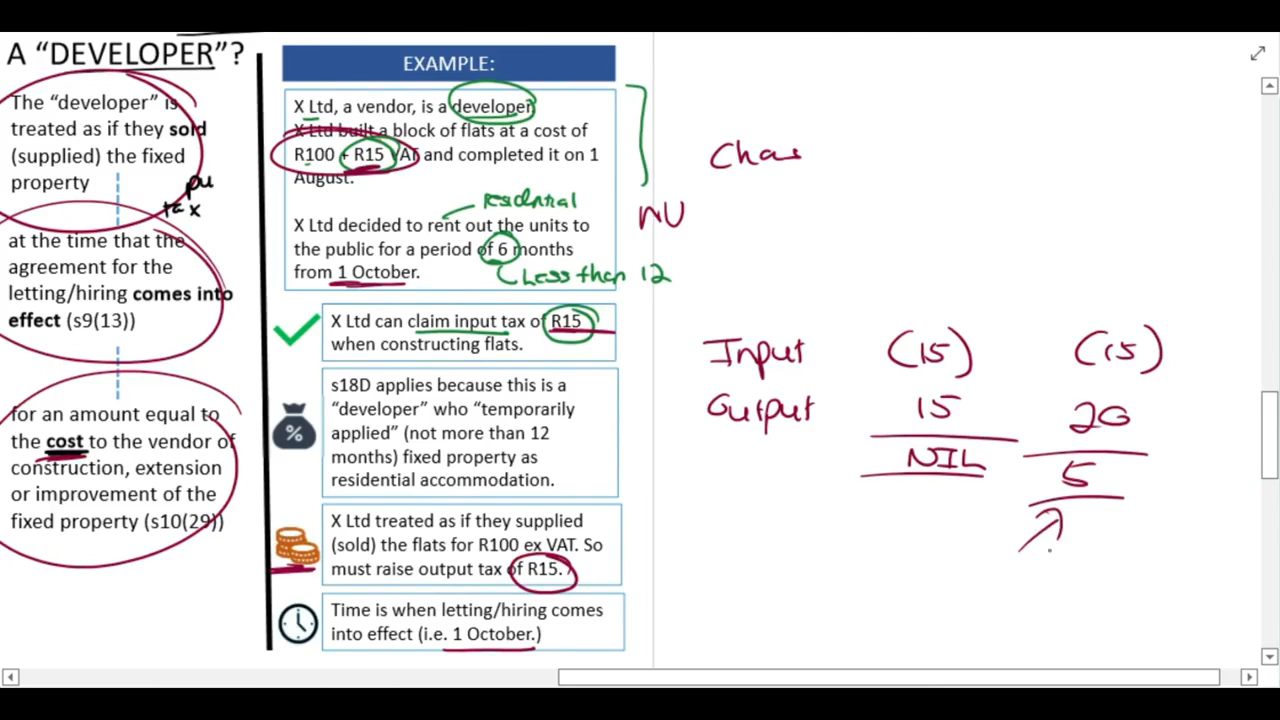 A “DEVELOPER”?
The “developer” is
treated as if they sold
(supplied) the fixed
property
pu
tax
at the time that the
agreement for the
letting/hiring comes into
effect (s9(13))
for an amount equal to
the cost to the vendor of
construction, extension
or improvement of the
fixed property (s10(29))
EXAMPLE:
X Ltd, a vendor, is a developer.
X Ltd built a block of flats at a cost of
R100 + R15 VAT and completed it on 1
August.
residential
X Ltd decided to rent out the units to
the public for a period of 6 months
from 1 October.
Less than 12
X Ltd can claim input tax of R15
when constructing flats.
s18D applies because this is a
“developer” who “temporarily
applied” (not more than 12
months) fixed property as
residential accommodation.
X Ltd treated as if they supplied
(sold) the flats for R100 ex VAT. So
must raise output tax of R15.
Time is when letting/hiring comes
into effect (i.e. 1 October.)
Input (15) (15)
Output 15 20
NIL 5